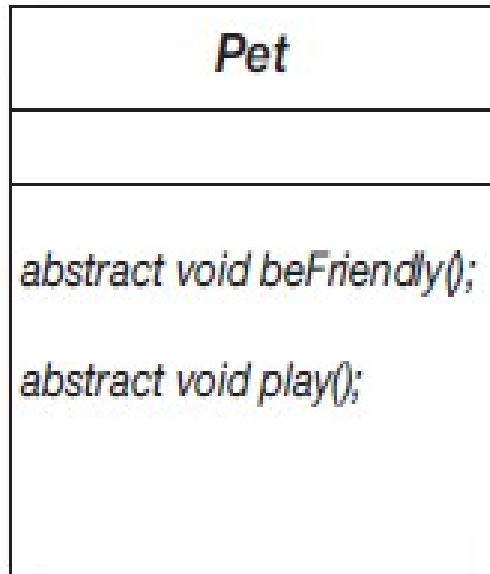 Pet
abstract void beFriendly();
abstract void play();